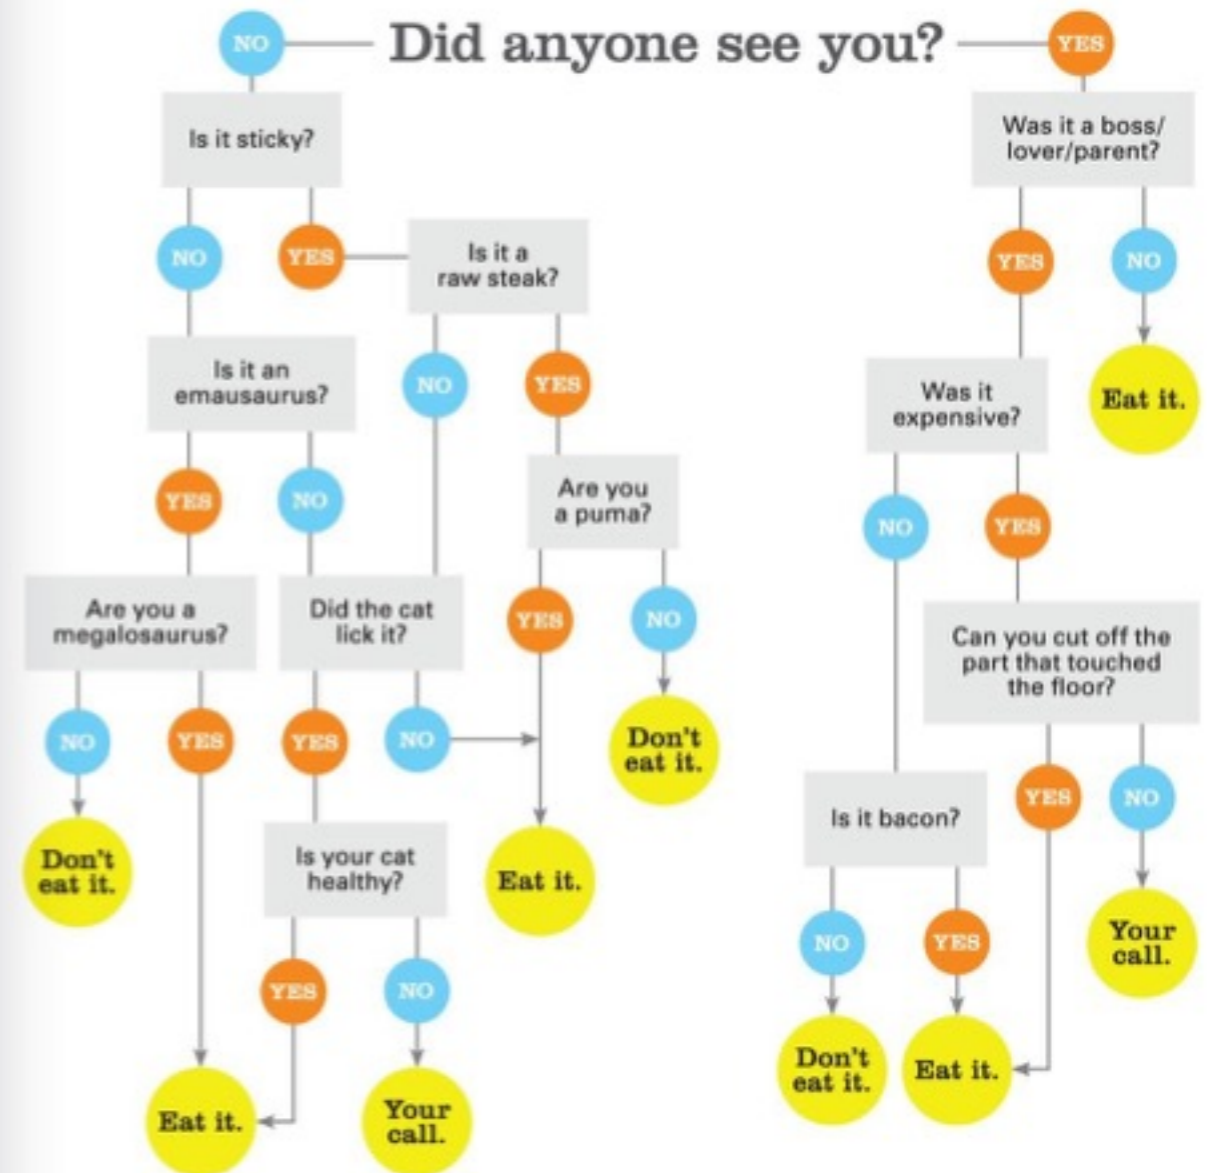 NO
Did anyone see you?
YES
Is it sticky?
Was it a boss/
lover/parent?
NO
YES
Is it a
raw steak?
YES
NO
Is it an
emausaurus?
NO
YES
Was it
expensive?
Eat it.
YES
NO
Are you
a puma?
NO
YES
Are you a
megalosaurus?
Did the cat
lick it?
YES
NO
Can you cut off the
part that touched
the floor?
NO
YES
YES
NO
Don't
eat it.
Is it bacon?
YES
NO
Don't
eat it.
Is your cat
healthy?
Eat it.
NO
YES
Your
call.
YES
NO
Don't
eat it.
Eat it.
Eat it.
Your
call.